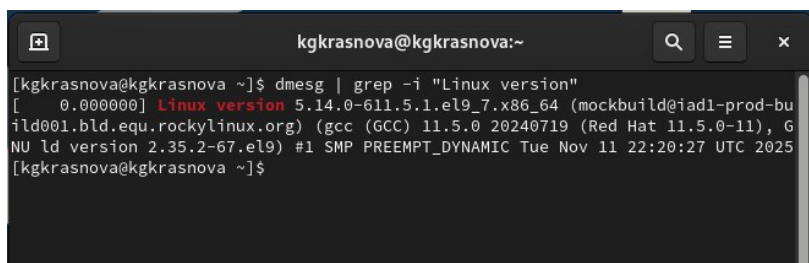 kgkrasnova@kgkrasnova:~
[kgkrasnova@kgkrasnova ~]$ dmesg | grep -i "Linux version"
[    0.000000] Linux version 5.14.0-611.5.1.el9_7.x86_64 (mockbuild@iad1-prod-bu
ild001.bld.equ.rockylinux.org) (gcc (GCC) 11.5.0 20240719 (Red Hat 11.5.0-11), G
NU ld version 2.35.2-67.el9) #1 SMP PREEMPT_DYNAMIC Tue Nov 11 22:20:27 UTC 2025
[kgkrasnova@kgkrasnova ~]$